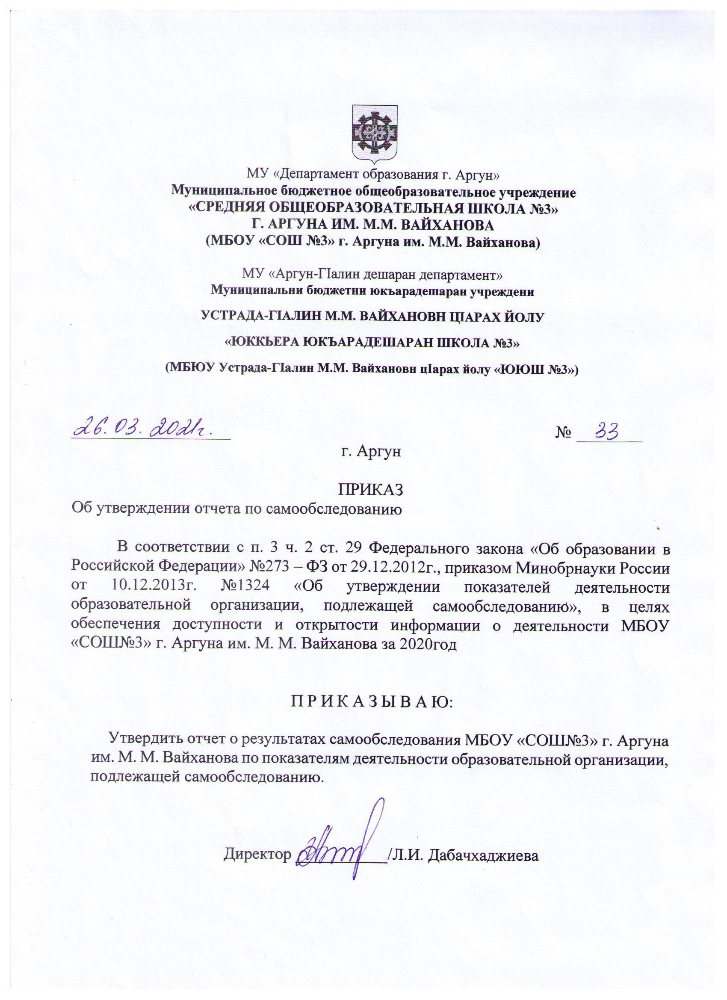 МУ «Департамент образования г. Аргун»
Муниципальное бюджетное общеобразовательное учреждение
«СРЕДНЯЯ ОБЩЕОБРАЗОВАТЕЛЬНАЯ ШКОЛА №3»
Г. АРГУНА ИМ. М.М. ВАЙХАНОВА
(МБОУ «СОШ №3» г. Аргуна им. М.М. Вайханова)
МУ «Аргун-ГIалин дешаран департамент»
Муниципальни бюджетни юкъарадешаран учреждени
УСТРАДА-ГIАЛИН М.М. ВАЙХАНОВН ЦIАРАХ ЙОЛУ
«ЮККЬЕРА ЮКЪАРАДЕШАРАН ШКОЛА №3»
(МБЮУ Устрада-ГIалин М.М. Вайхановн цIарах йолу «ЮЮШ №3»)
26.03.2021г. № 33
г. Аргун
ПРИКАЗ
Об утверждении отчета по самообследованию
В соответствии с п. 3 ч. 2 ст. 29 Федерального закона «Об образовании в
Российской Федерации» №273 – ФЗ от 29.12.2012г., приказом Минобрнауки России
от 10.12.2013г. №1324 «Об утверждении показателей деятельности
образовательной организации, подлежащей самообследованию», в целях
обеспечения доступности и открытости информации о деятельности МБОУ
«СОШ№3» г. Аргуна им. М. М. Вайханова за 2020год
П Р И К А З Ы В А Ю:
Утвердить отчет о результатах самообследования МБОУ «СОШ№3» г. Аргуна
им. М. М. Вайханова по показателям деятельности образовательной организации,
подлежащей самообследованию.
Директор /Л.И. Дабачхаджиева